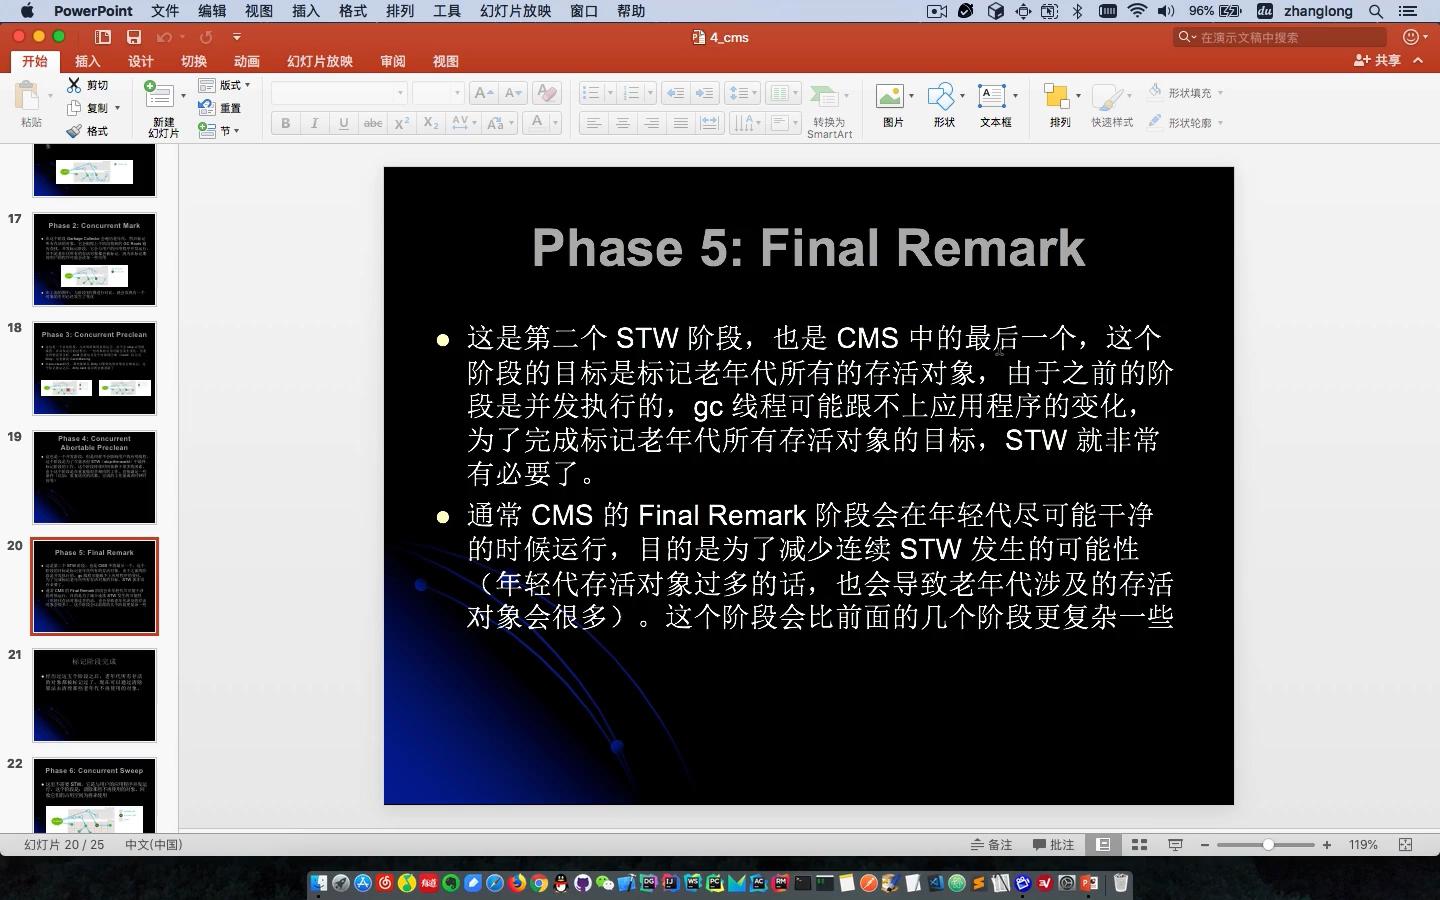 PowerPoint 文件 编辑 视图 插入 格式 排列 工具 幻灯片放映 窗口 帮助 96% du zhanglong
4_cms
在演示文稿中搜索
开始 插入 设计 切换 动画 幻灯片放映 审阅 视图 共享
粘贴 剪切 复制 格式
新建
幻灯片
版式 重置 节
转换为
SmartArt
图片 形状 文本框 排列 快速样式 形状填充 形状轮廓
17
Phase 2: Concurrent Mark
18
Phase 3: Concurrent Preclean
19
Phase 4: Concurrent
Abortable Preclean
20
Phase 5: Final Remark
21
标记阶段完成
22
Phase 6: Concurrent Sweep
Phase 5: Final Remark
这是第二个 STW 阶段，也是 CMS 中的最后一个，这个
阶段的目标是标记老年代所有的存活对象，由于之前的阶
段是并发执行的，gc 线程可能跟不上应用程序的变化，
为了完成标记老年代所有存活对象的目标，STW 就非常
有必要了。
通常 CMS 的 Final Remark 阶段会在年轻代尽可能干净
的时候运行，目的是为了减少连续 STW 发生的可能性
（年轻代存活对象过多的话，也会导致老年代涉及的存活
对象会很多）。这个阶段会比前面的几个阶段更复杂一些
幻灯片 20 / 25 中文(中国) 备注 批注 119%